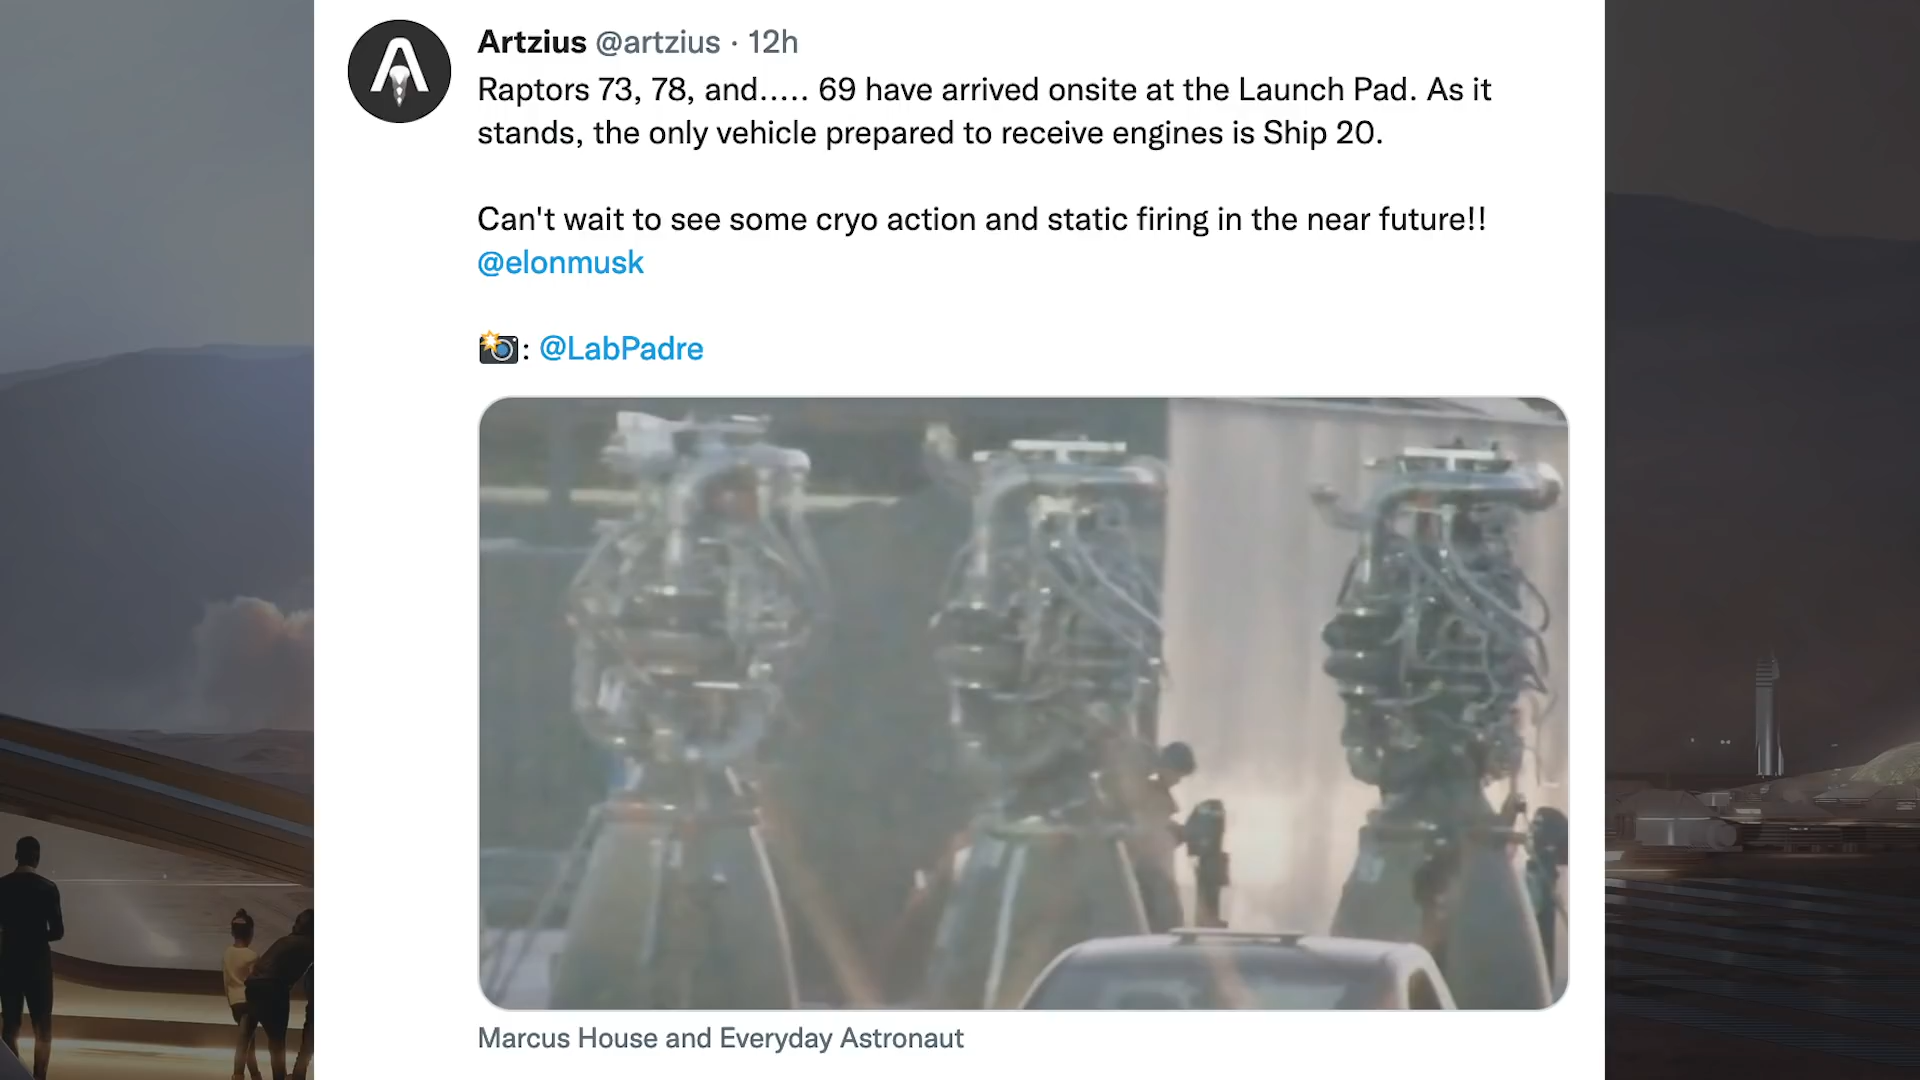 Artzius @artzius · 12h
Raptors 73, 78, and..... 69 have arrived onsite at the Launch Pad. As it
stands, the only vehicle prepared to receive engines is Ship 20.
Can't wait to see some cryo action and static firing in the near future!!
@elonmusk
📸: @LabPadre
Marcus House and Everyday Astronaut